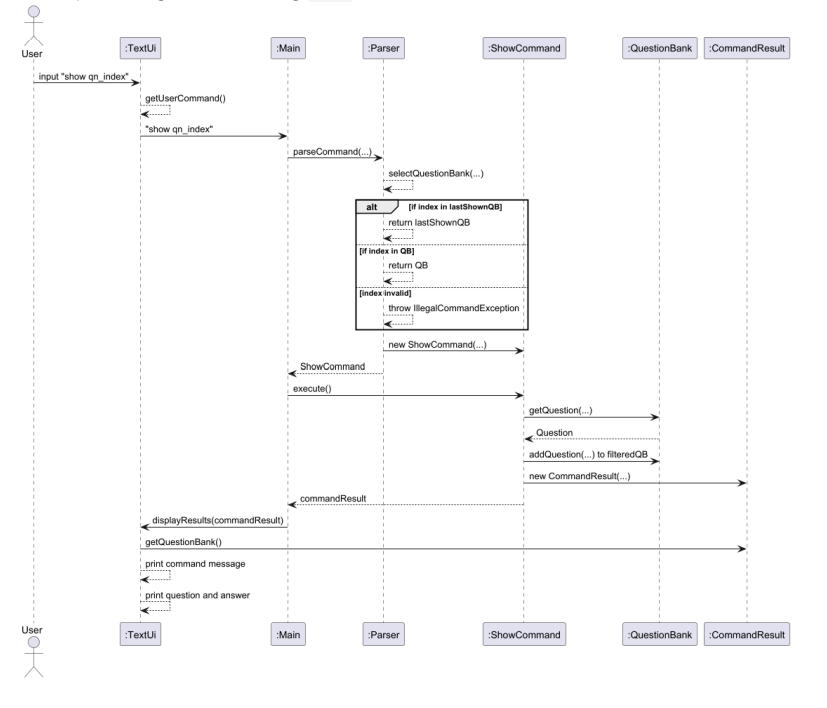 User
:TextUi
:Main
:Parser
:ShowCommand
:QuestionBank
:CommandResult
input "show qn_index"
getUserCommand()
"show qn_index"
parseCommand(...)
selectQuestionBank(...)
alt
[if index in lastShownQB]
return lastShownQB
[if index in QB]
return QB
[index invalid]
throw IllegalCommandException
new ShowCommand(...)
ShowCommand
execute()
getQuestion(...)
Question
addQuestion(...) to filteredQB
new CommandResult(...)
commandResult
displayResults(commandResult)
getQuestionBank()
print command message
print question and answer
User
:TextUi
:Main
:Parser
:ShowCommand
:QuestionBank
:CommandResult